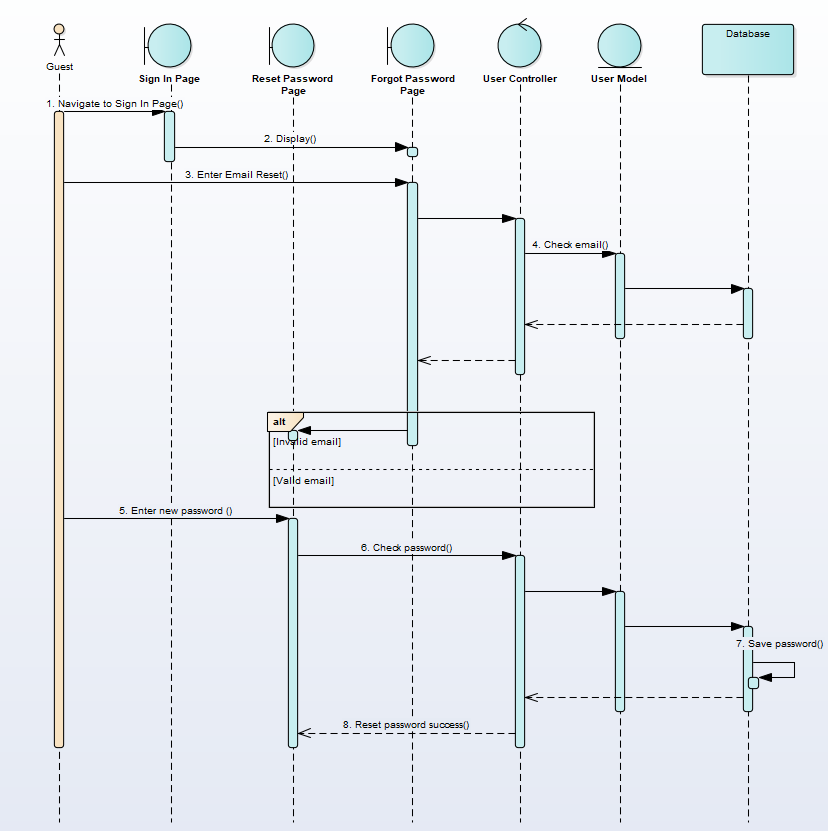 Database
Guest
Sign In Page
Reset Password
Page
Forgot Password
Page
User Controller
User Model
1. Navigate to Sign In Page()
2. Display()
3. Enter Email Reset()
4. Check email()
alt
[Invalid email]
[Valid email]
5. Enter new password ()
6. Check password()
7. Save password()
8. Reset password success()